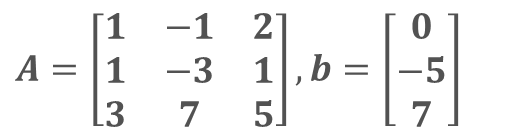 A = [1 −1 2
1 −3 1
3 7 5], b = [0
−5
7]